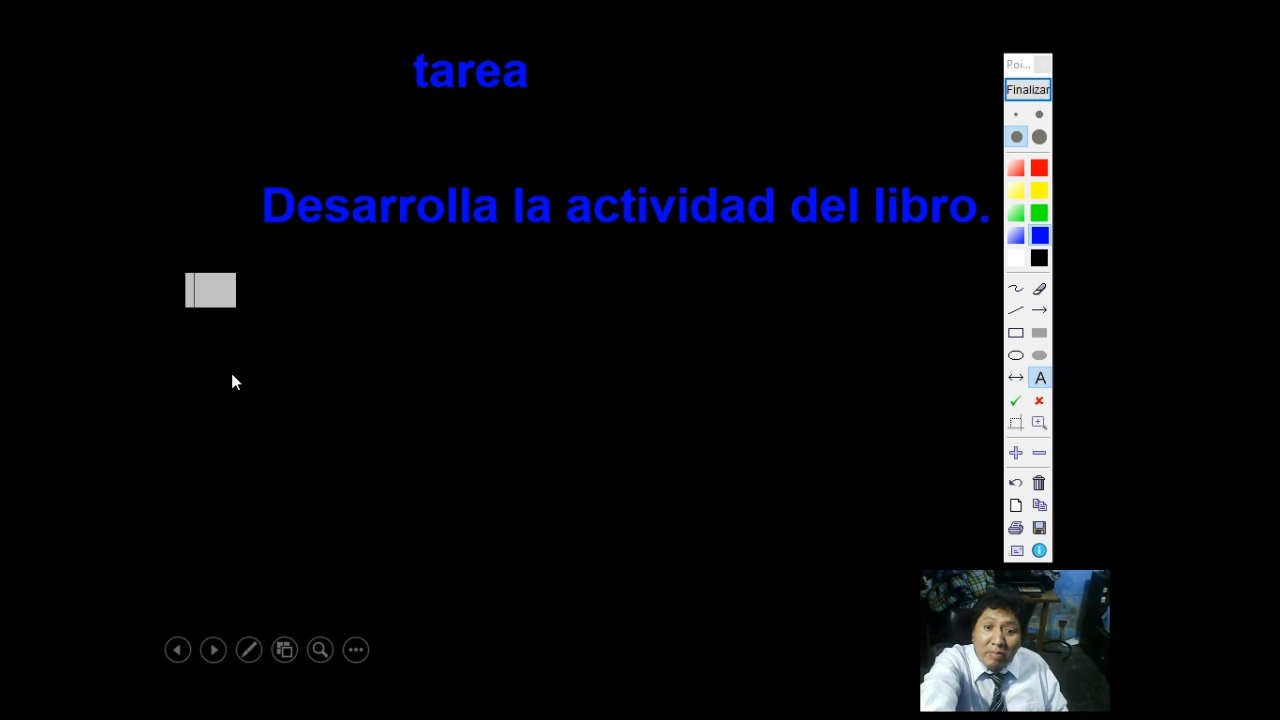 tarea
Poi...
Finalizar
Desarrolla la actividad del libro.
A